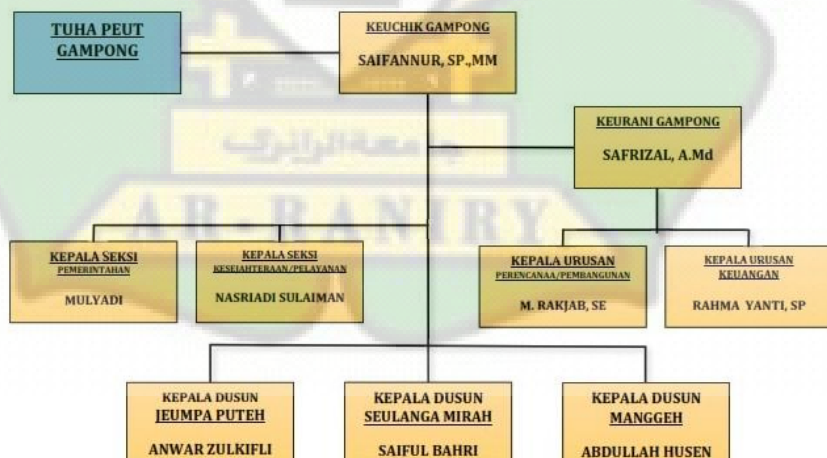 TUHA PEUT
GAMPONG
KEUCHIK GAMPONG
SAIFANNUR, SP.,MM
KEURANI GAMPONG
SAFRIZAL, A.Md
جامعة الرانري
AR-RANIRY
KEPALA SEKSI
PEMERINTAHAN
MULYADI
KEPALA SEKSI
KESEJAHTERAAN/PELAYANAN
NASRIADI SULAIMAN
KEPALA URUSAN
PERENCANAA/PEMBANGUNAN
M. RAKJAB, SE
KEPALA URUSAN
KEUANGAN
RAHMA YANTI, SP
KEPALA DUSUN
JEUMPA PUTEH
ANWAR ZULKIFLI
KEPALA DUSUN
SEULANGA MIRAH
SAIFUL BAHRI
KEPALA DUSUN
MANGGEH
ABDULLAH HUSEN